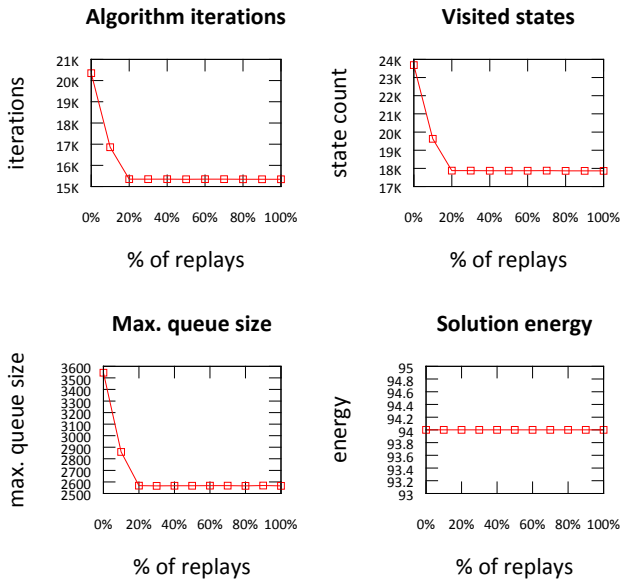 Algorithm iterations
iterations
21K
20K
19K
18K
17K
16K
15K
0% 20% 40% 60% 80% 100%
% of replays
Visited states
state count
24K
23K
22K
21K
20K
19K
18K
17K
0% 20% 40% 60% 80% 100%
% of replays
Max. queue size
max. queue size
3600
3500
3400
3300
3200
3100
3000
2900
2800
2700
2600
2500
0% 20% 40% 60% 80% 100%
% of replays
Solution energy
energy
95
94.8
94.6
94.4
94.2
94
93.8
93.6
93.4
93.2
93
0% 20% 40% 60% 80% 100%
% of replays